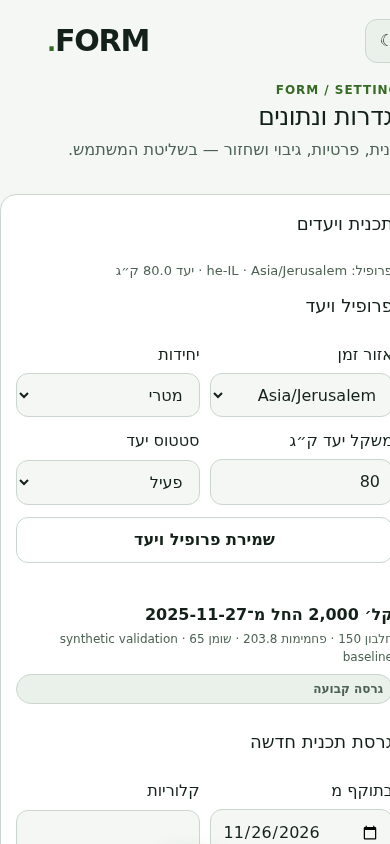 FORM.
FORM / SETTIN
גדרות ונתונים
נית, פרטיות, גיבוי ושחזור — בשליטת המשתמש.
תכנית ויעדים
פרופיל: he-IL · Asia/Jerusalem · יעד 80.0 ק״ג
פרופיל ויעד
אזור זמן
יחידות
Asia/Jerusalem
מטרי
משקל יעד ק״ג
סטטוס יעד
80
פעיל
שמירת פרופיל ויעד
קל׳ 2,000 החל מ־2025-11-27
חלבון 150 · פחמימות 203.8 · שומן 65 · synthetic validation
baseline
גרסה קבועה
גרסת תכנית חדשה
בתוקף מ
קלוריות
11/26/2026